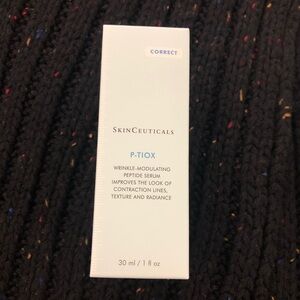 CORRECT
SKINCEUTICALS
P-TIOX
WRINKLE-MODULATING
PEPTIDE SERUM
IMPROVES THE LOOK OF
CONTRACTION LINES,
TEXTURE AND RADIANCE
30 ml / 1 fl oz